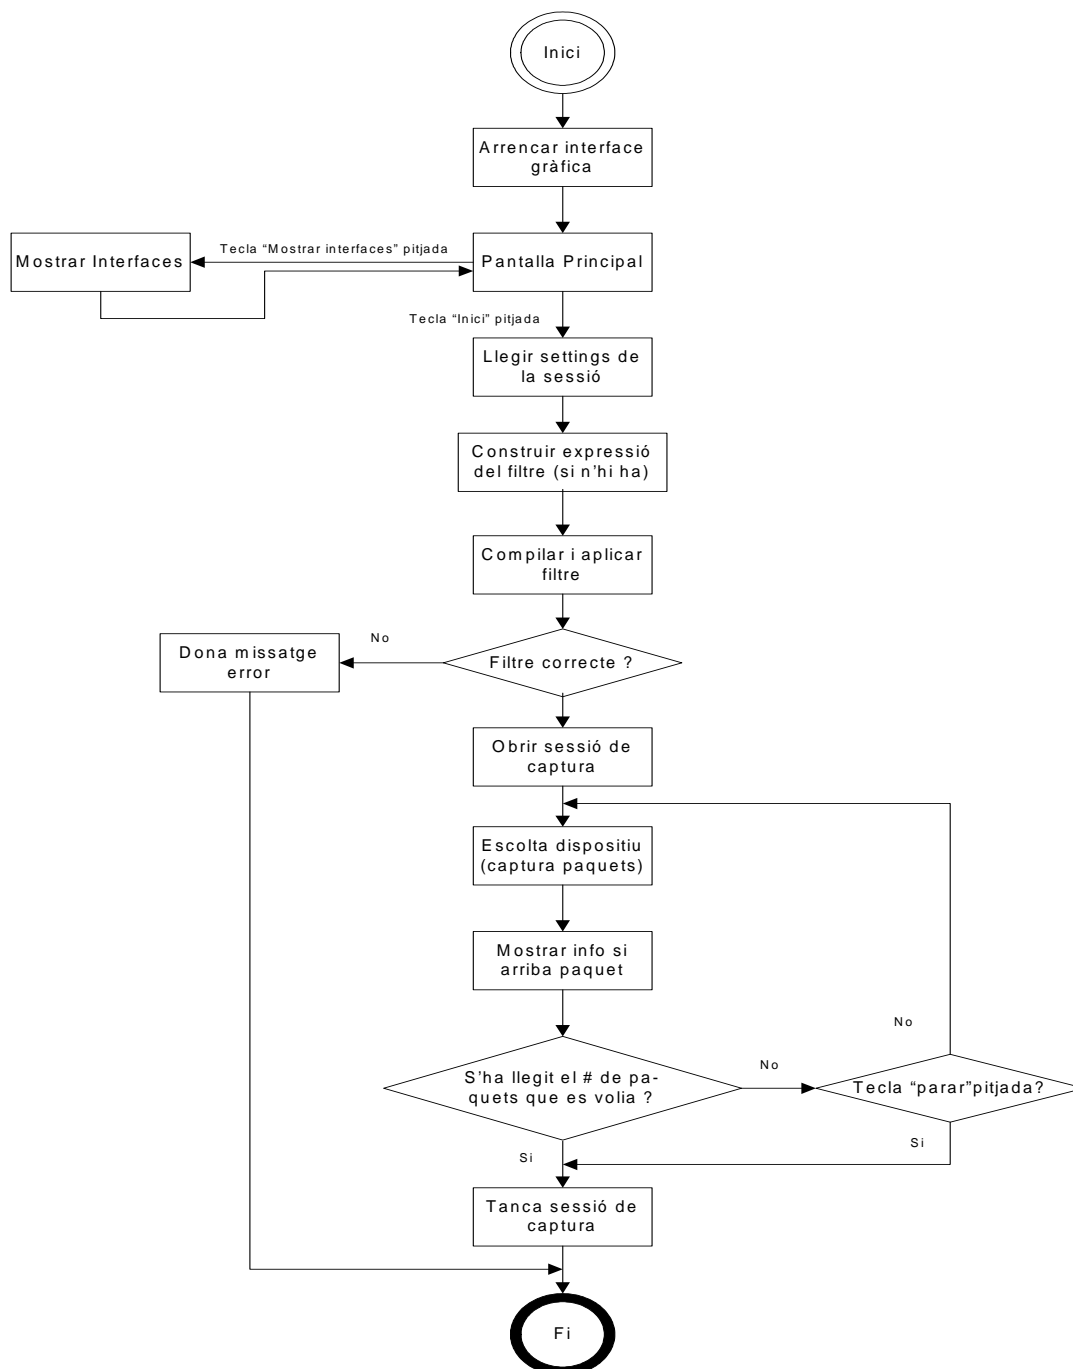 Inici
Arrencar interface
gràfica
Tecla “Mostrar interfaces” pitjada
Mostrar Interfaces
Pantalla Principal
Tecla “Inici” pitjada
Llegir settings de
la sessió
Construir expressió
del filtre (si n’hi ha)
Compilar i aplicar
filtre
No
Dona missatge
error
Filtre correcte ?
Obrir sessió de
captura
Escolta dispositiu
(captura paquets)
Mostrar info si
arriba paquet
No
S’ha llegit el # de pa-
quets que es volia ?
No
Tecla “parar”pitjada?
Si
Si
Tanca sessió de
captura
Fi